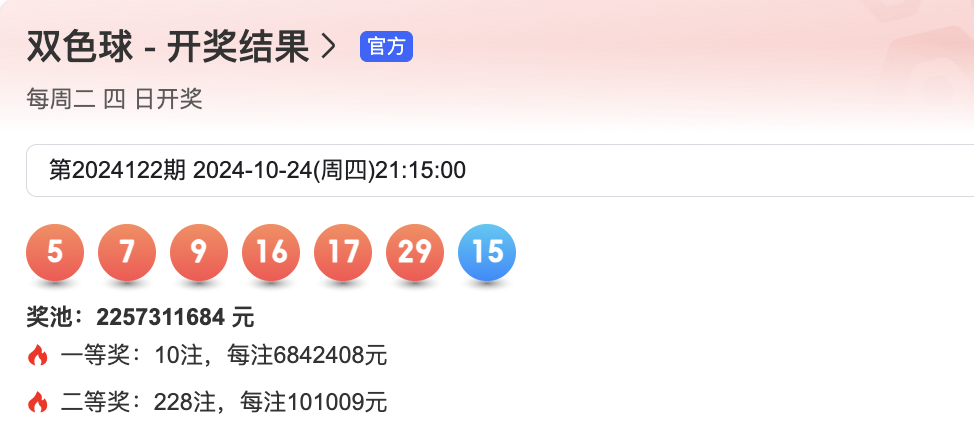 双色球 - 开奖结果 > 官方
每周二 四 日开奖
第2024122期 2024-10-24(周四)21:15:00
5 7 9 16 17 29 15
奖池：2257311684 元
一等奖：10注，每注6842408元
二等奖：228注，每注101009元